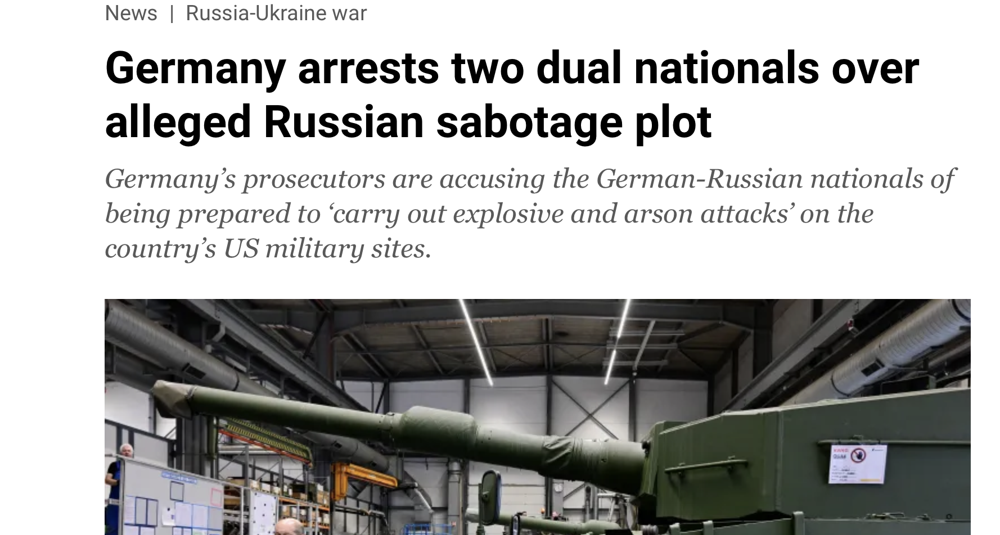 News | Russia-Ukraine war
Germany arrests two dual nationals over
alleged Russian sabotage plot
Germany’s prosecutors are accusing the German-Russian nationals of
being prepared to ‘carry out explosive and arson attacks’ on the
country’s US military sites.